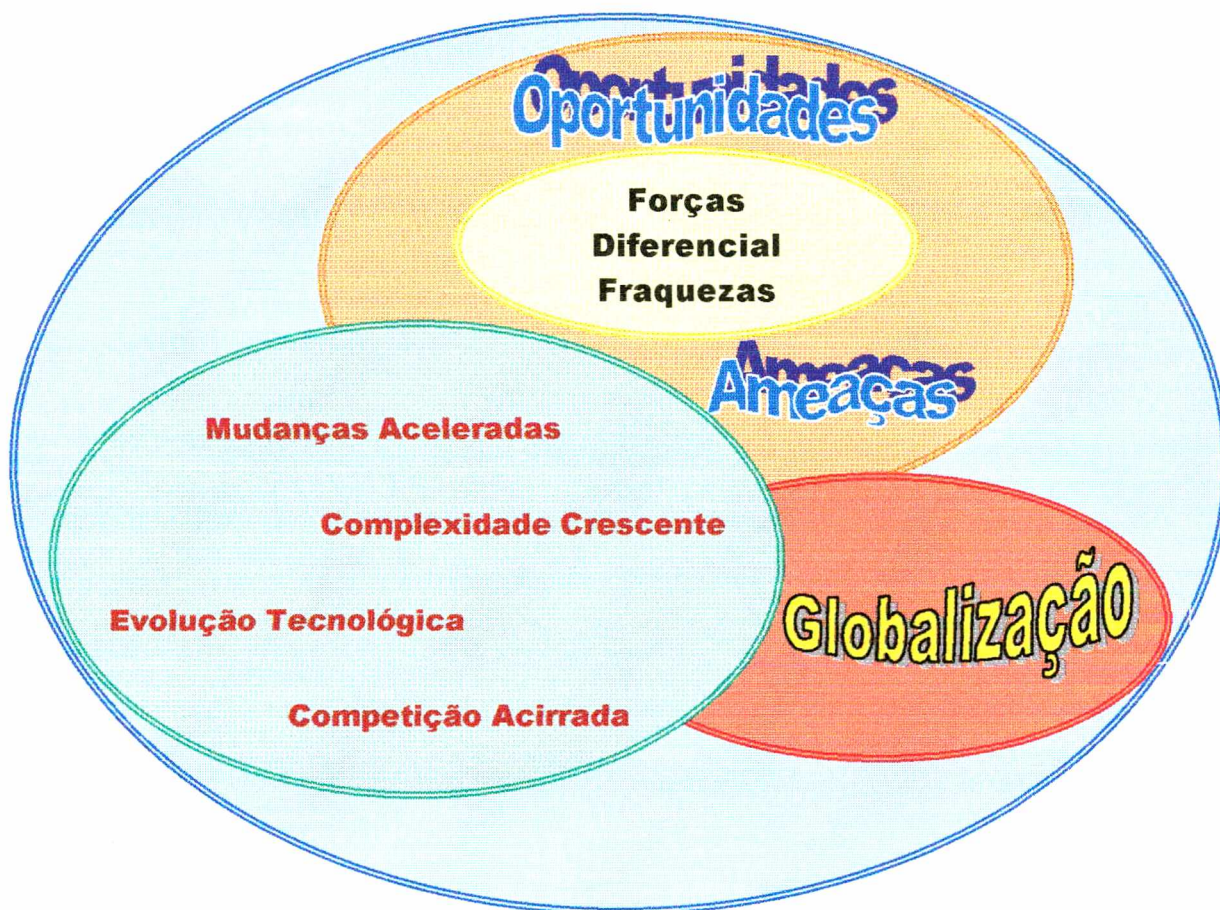 Oportunidades
Forças
Diferencial
Fraquezas
Ameaças
Mudanças Aceleradas
Complexidade Crescente
Evolução Tecnológica
Globalização
Competição Acirrada